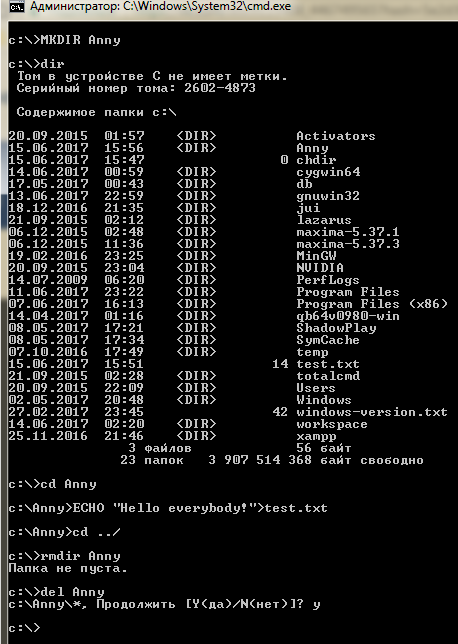 Администратор: C:\Windows\System32\cmd.exe
c:\>MKDIR Anny
c:\>dir
Том в устройстве C не имеет метки.
Серийный номер тома: 2602-4873
Содержимое папки c:\
20.09.2015 01:57 <DIR> Activators
15.06.2017 15:56 <DIR> Anny
15.06.2017 15:47 0 chdir
14.06.2017 00:59 <DIR> cygwin64
17.05.2017 00:43 <DIR> db
13.06.2017 22:59 <DIR> gnuwin32
18.12.2016 21:35 <DIR> jui
21.09.2015 02:12 <DIR> lazarus
06.12.2015 02:48 <DIR> maxima-5.37.1
06.12.2015 11:36 <DIR> maxima-5.37.3
19.02.2016 23:25 <DIR> MinGW
20.09.2015 23:04 <DIR> NVIDIA
14.07.2009 06:20 <DIR> PerfLogs
11.06.2017 23:22 <DIR> Program Files
07.06.2017 16:13 <DIR> Program Files (x86)
14.04.2017 01:16 <DIR> qb64v0980-win
08.05.2017 17:21 <DIR> ShadowPlay
08.05.2017 17:34 <DIR> SymCache
07.10.2016 17:49 <DIR> temp
15.06.2017 15:51 14 test.txt
21.09.2015 02:28 <DIR> totalcmd
20.09.2015 22:09 <DIR> Users
02.05.2017 20:48 <DIR> Windows
27.02.2017 23:45 42 windows-version.txt
14.06.2017 02:20 <DIR> workspace
25.11.2016 21:46 <DIR> xampp
3 файлов 56 байт
23 папок 3 907 514 368 байт свободно
c:\>cd Anny
c:\Anny>ECHO "Hello everybody!">test.txt
c:\Anny>cd ../
c:\>rmdir Anny
Папка не пуста.
c:\>del Anny
c:\Anny\*, Продолжить [Y(да)/N(нет)]? y
c:\>